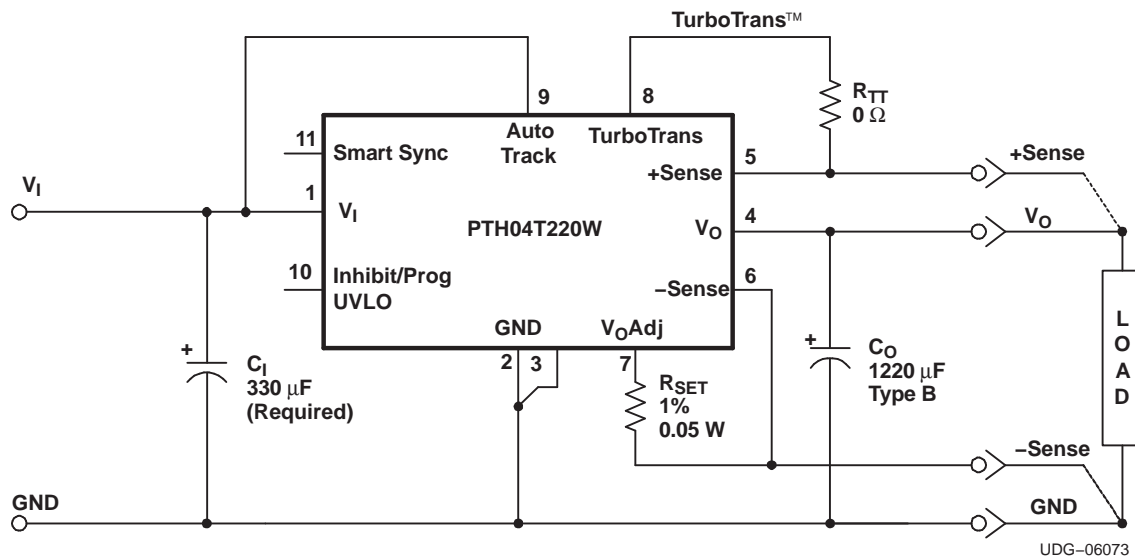 TurboTrans™
9
8
R_TT
0 Ω
11
Smart Sync
Auto
Track
TurboTrans
5
+Sense
+Sense
V_I
1
V_I
PTH04T220W
4
V_O
V_O
10
Inhibit/Prog
UVLO
6
−Sense
GND
V_OAdj
2
3
7
+
C_I
330 μF
(Required)
R_SET
1%
0.05 W
+
C_O
1220 μF
Type B
L
O
A
D
−Sense
GND
GND
UDG−06073